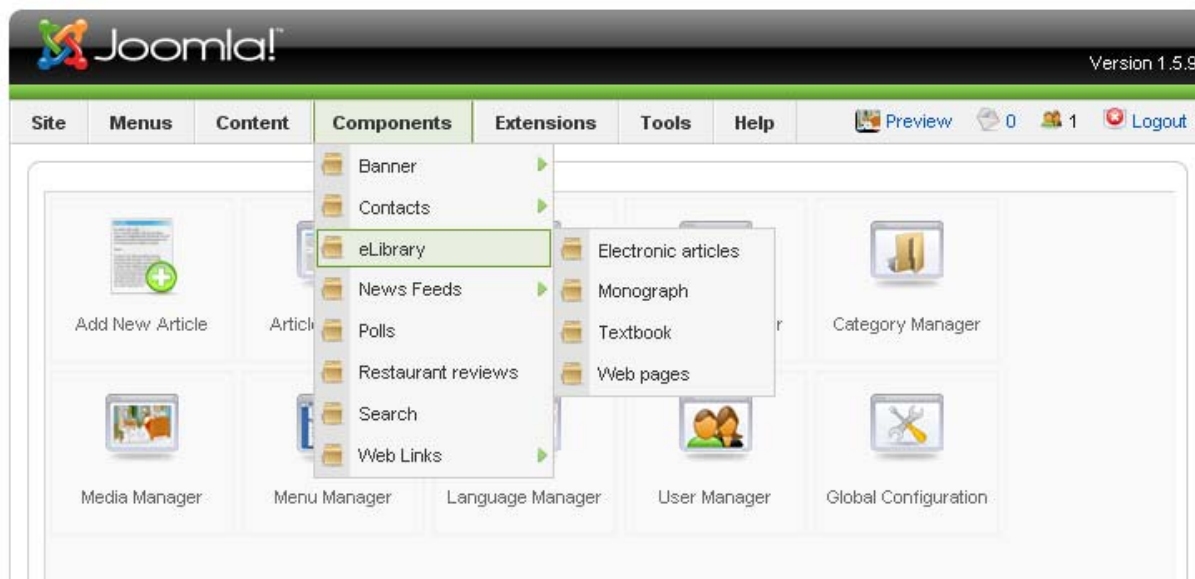 Joomla!
Version 1.5.9
Site Menus Content Components Extensions Tools Help Preview 0 1 Logout
Banner
Contacts
eLibrary
News Feeds
Polls
Restaurant reviews
Search
Web Links
Electronic articles
Monograph
Textbook
Web pages
Add New Article
Category Manager
Media Manager
Menu Manager
Language Manager
User Manager
Global Configuration